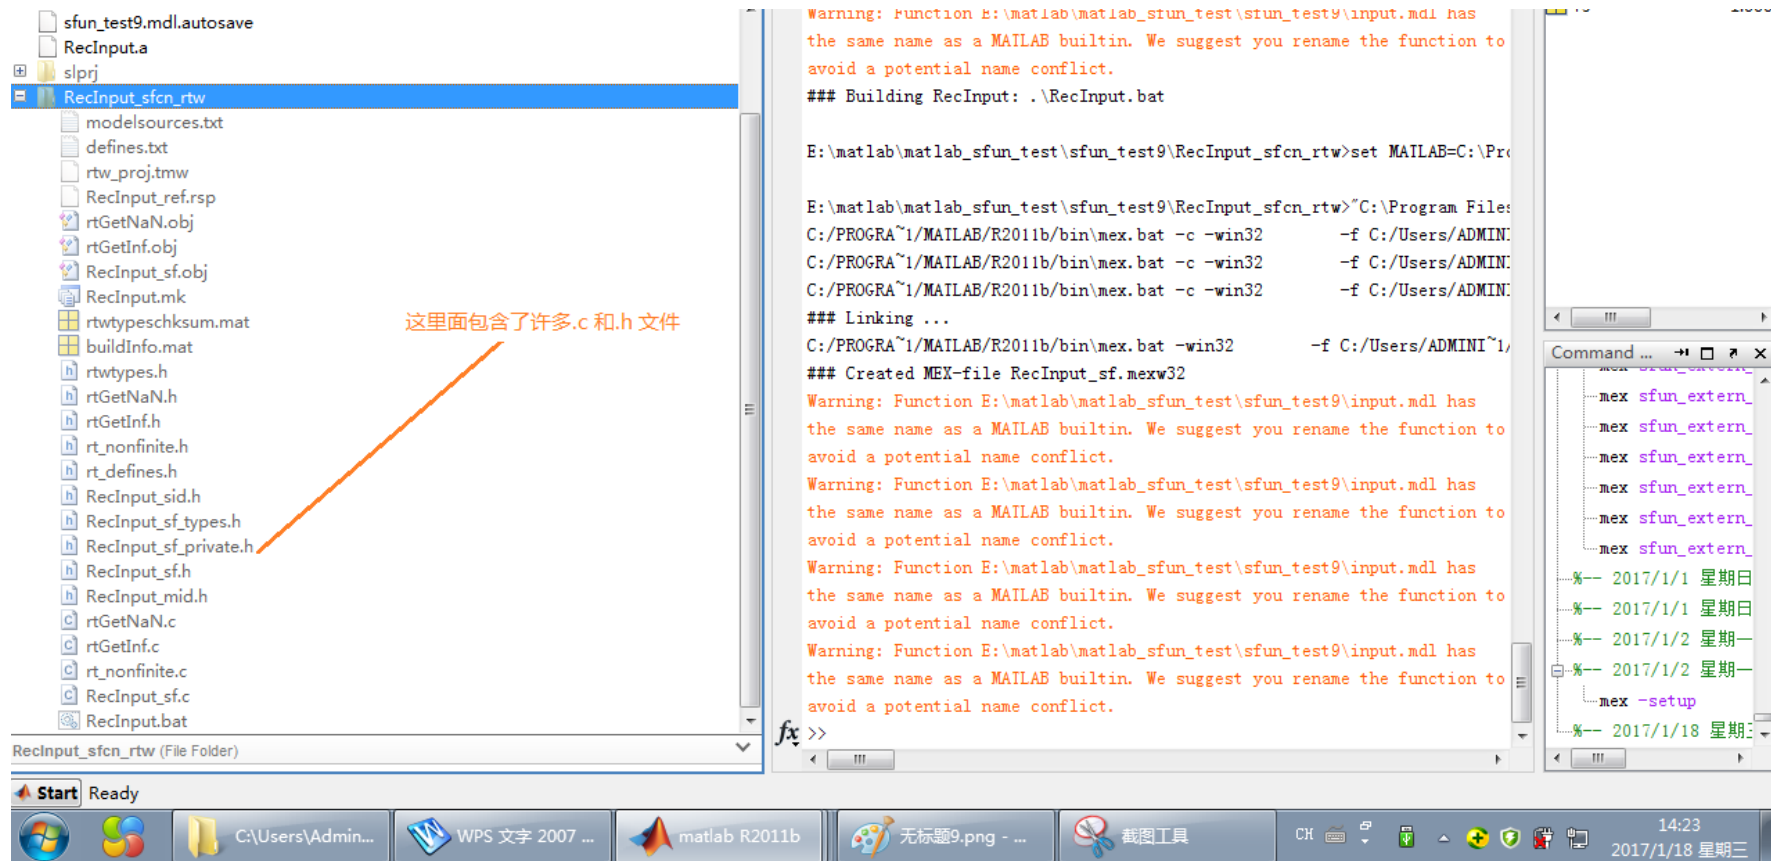 sfun_test9.mdl.autosave
RecInput.a
slprj
RecInput_sfcn_rtw
modelsources.txt
defines.txt
rtw_proj.tmw
RecInput_ref.rsp
rtGetNaN.obj
rtGetInf.obj
RecInput_sf.obj
RecInput.mk
rtwtypeschksum.mat
buildInfo.mat
rtwtypes.h
rtGetNaN.h
rtGetInf.h
rt_nonfinite.h
rt_defines.h
RecInput_sid.h
RecInput_sf_types.h
RecInput_sf_private.h
RecInput_sf.h
RecInput_mid.h
rtGetNaN.c
rtGetInf.c
rt_nonfinite.c
RecInput_sf.c
RecInput.bat
这里面包含了许多.c 和.h 文件
RecInput_sfcn_rtw (File Folder)
Warning: Function E:\matlab\matlab_sfun_test\sfun_test9\input.mdl has
the same name as a MATLAB builtin. We suggest you rename the function to
avoid a potential name conflict.
### Building RecInput: .\RecInput.bat
E:\matlab\matlab_sfun_test\sfun_test9\RecInput_sfcn_rtw>set MATLAB=C:\Pro
E:\matlab\matlab_sfun_test\sfun_test9\RecInput_sfcn_rtw>"C:\Program Files
C:/PROGRA~1/MATLAB/R2011b/bin\mex.bat -c -win32 -f C:/Users/ADMINI
C:/PROGRA~1/MATLAB/R2011b/bin\mex.bat -c -win32 -f C:/Users/ADMINI
C:/PROGRA~1/MATLAB/R2011b/bin\mex.bat -c -win32 -f C:/Users/ADMINI
### Linking ...
C:/PROGRA~1/MATLAB/R2011b/bin\mex.bat -win32 -f C:/Users/ADMINI~1/
### Created MEX-file RecInput_sf.mexw32
Warning: Function E:\matlab\matlab_sfun_test\sfun_test9\input.mdl has
the same name as a MATLAB builtin. We suggest you rename the function to
avoid a potential name conflict.
Warning: Function E:\matlab\matlab_sfun_test\sfun_test9\input.mdl has
the same name as a MATLAB builtin. We suggest you rename the function to
avoid a potential name conflict.
Warning: Function E:\matlab\matlab_sfun_test\sfun_test9\input.mdl has
the same name as a MATLAB builtin. We suggest you rename the function to
avoid a potential name conflict.
Warning: Function E:\matlab\matlab_sfun_test\sfun_test9\input.mdl has
the same name as a MATLAB builtin. We suggest you rename the function to
avoid a potential name conflict.
fx >>
Command ...
mex sfun_extern_
mex sfun_extern_
mex sfun_extern_
mex sfun_extern_
mex sfun_extern_
mex sfun_extern_
%-- 2017/1/1 星期日
%-- 2017/1/1 星期日
%-- 2017/1/2 星期一
%-- 2017/1/2 星期一
mex -setup
%-- 2017/1/18 星期三
Start Ready
C:\Users\Admin...
WPS 文字 2007 ...
matlab R2011b
无标题9.png - ...
截图工具
CH
14:23
2017/1/18 星期三